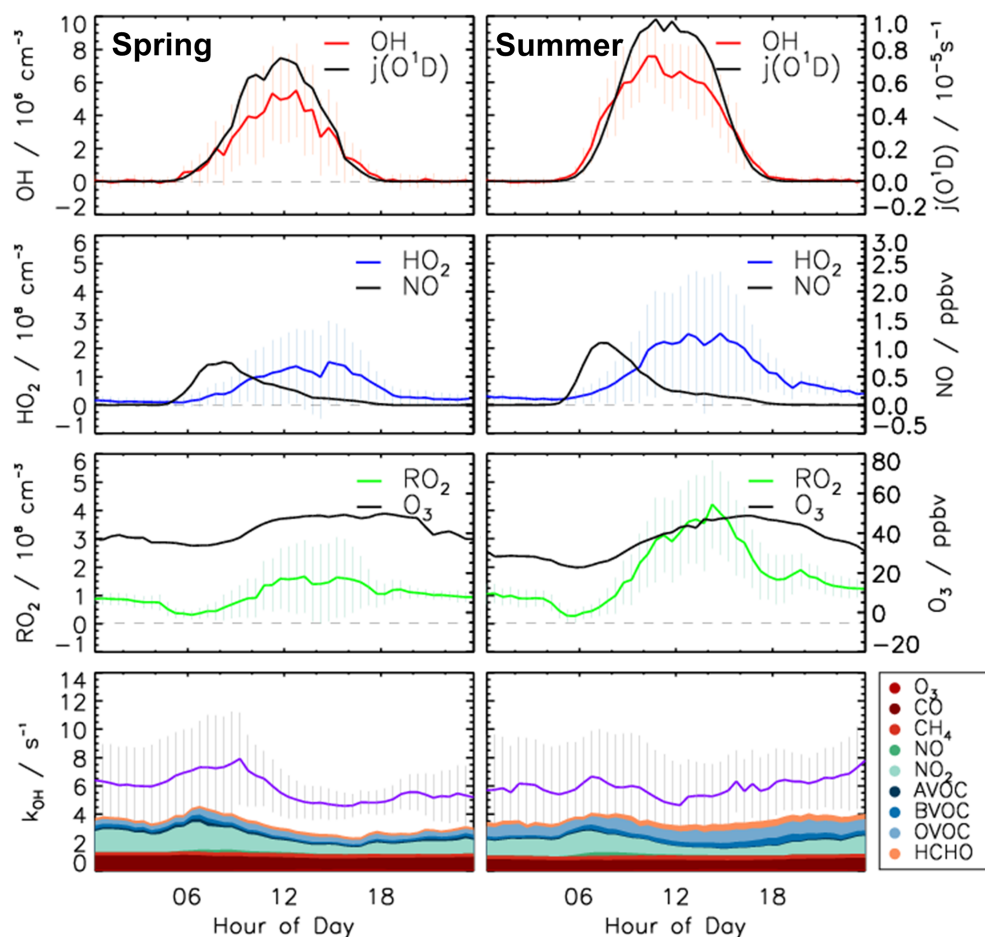 Spring
OH
j(O¹D)
Summer
OH
j(O¹D)
OH / 10⁶ cm⁻³
10
8
6
4
2
0
−2
1.0
0.8
0.6
0.4
0.2
0.0
−0.2
j(O¹D) / 10⁻⁵s⁻¹
HO₂
NO
HO₂
NO
HO₂ / 10⁸ cm⁻³
6
5
4
3
2
1
0
−1
3.0
2.5
2.0
1.5
1.0
0.5
0.0
−0.5
NO / ppbv
RO₂
O₃
RO₂
O₃
RO₂ / 10⁸ cm⁻³
6
5
4
3
2
1
0
−1
80
60
40
20
0
−20
O₃ / ppbv
k_OH / s⁻¹
14
12
10
8
6
4
2
0
06 12 18
Hour of Day
06 12 18
Hour of Day
O₃
CO
CH₄
NO
NO₂
AVOC
BVOC
OVOC
HCHO